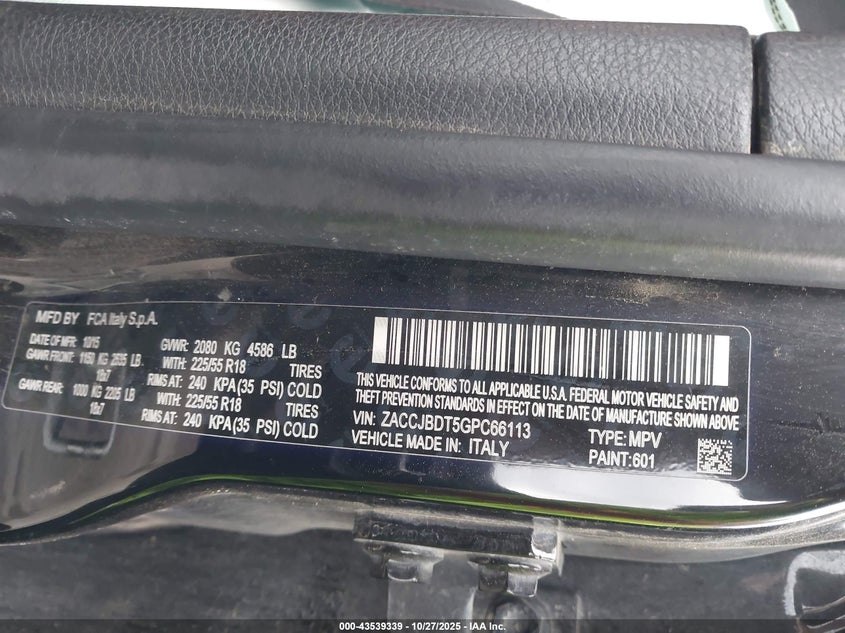 MFD BY FCA Italy S.p.A.
DATE OF MFR: 10/15 GVWR: 2080 KG 4586 LB
GAWR FRONT: 1150 KG 2535 LB WITH: 225/55 R18 TIRES
18x7 RIMS AT: 240 KPA(35 PSI) COLD
GAWR REAR: 1000 KG 2205 LB WITH: 225/55 R18 TIRES
18x7 RIMS AT: 240 KPA(35 PSI) COLD
THIS VEHICLE CONFORMS TO ALL APPLICABLE U.S.A. FEDERAL MOTOR VEHICLE SAFETY AND
THEFT PREVENTION STANDARDS IN EFFECT ON THE DATE OF MANUFACTURE SHOWN ABOVE
VIN: ZACCJBDT5GPC66113 TYPE: MPV
VEHICLE MADE IN: ITALY PAINT:601
000-43539339 - 10/27/2025 - IAA Inc.